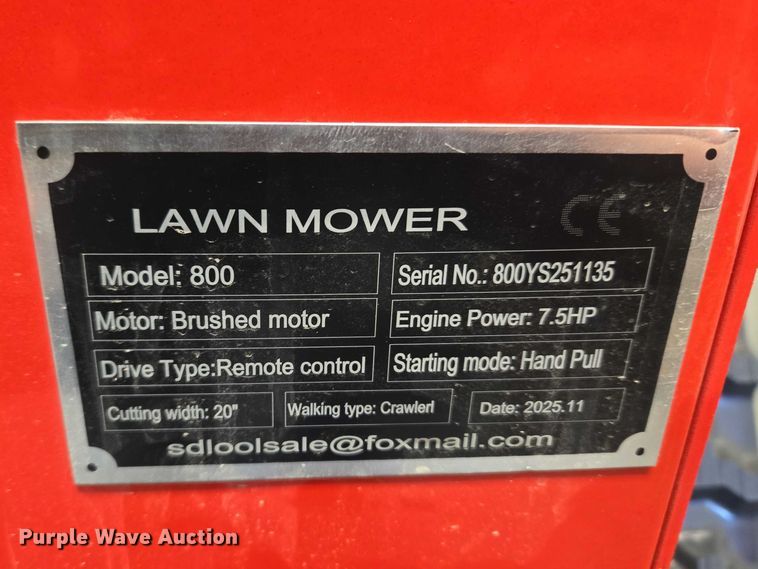 LAWN MOWER CE
Model: 800 Serial No.: 800YS251135
Motor: Brushed motor Engine Power: 7.5HP
Drive Type:Remote control Starting mode: Hand Pull
Cutting width: 20" Walking type: Crawlerl Date: 2025.11
sdloolsale@foxmail.com
Purple Wave Auction